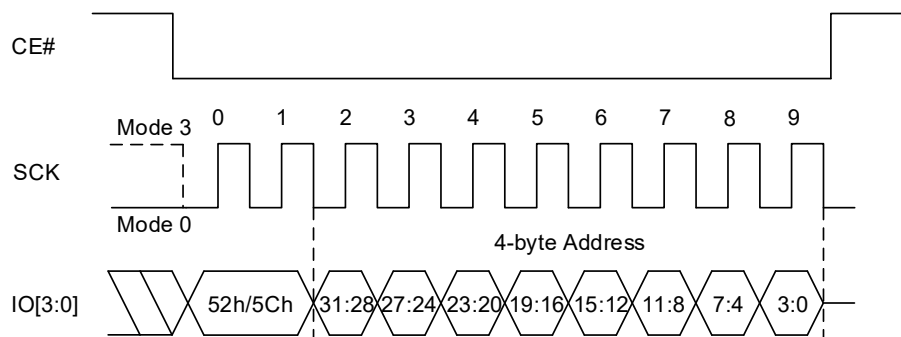 CE#
Mode 3
0 1 2 3 4 5 6 7 8 9
SCK
Mode 0
4-byte Address
IO[3:0]
52h/5Ch 31:28 27:24 23:20 19:16 15:12 11:8 7:4 3:0